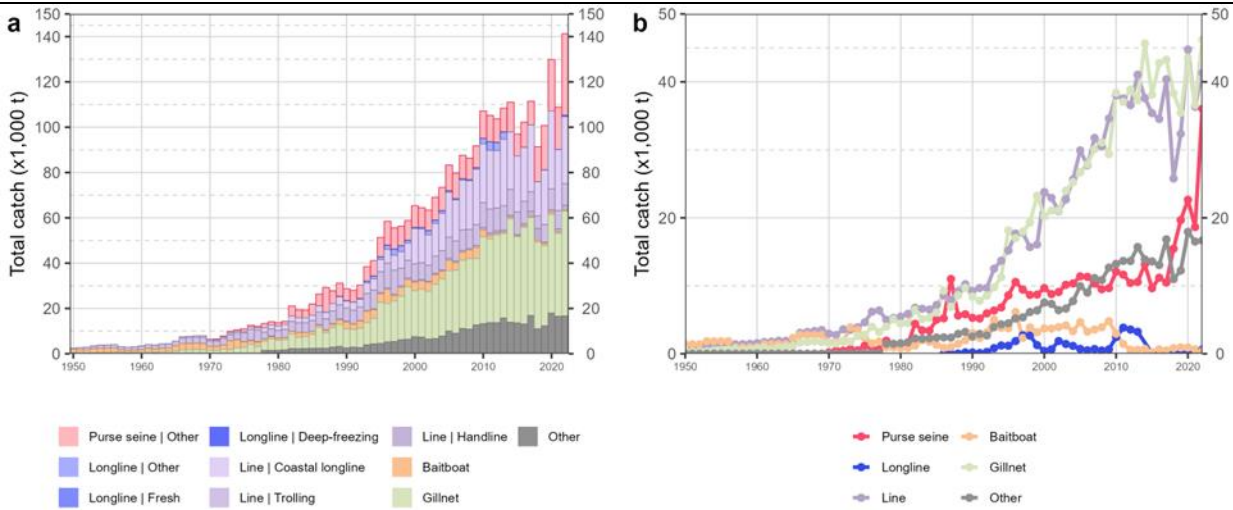 a
Total catch (x1,000 t)
150
140
120
100
80
60
40
20
0
150
140
120
100
80
60
40
20
0
1950 1960 1970 1980 1990 2000 2010 2020
Purse seine | Other
Longline | Other
Longline | Fresh
Longline | Deep-freezing
Line | Coastal longline
Line | Trolling
Line | Handline
Baitboat
Gillnet
Other
b
Total catch (x1,000 t)
50
40
20
0
50
40
20
0
1950 1960 1970 1980 1990 2000 2010 2020
Purse seine
Longline
Line
Baitboat
Gillnet
Other